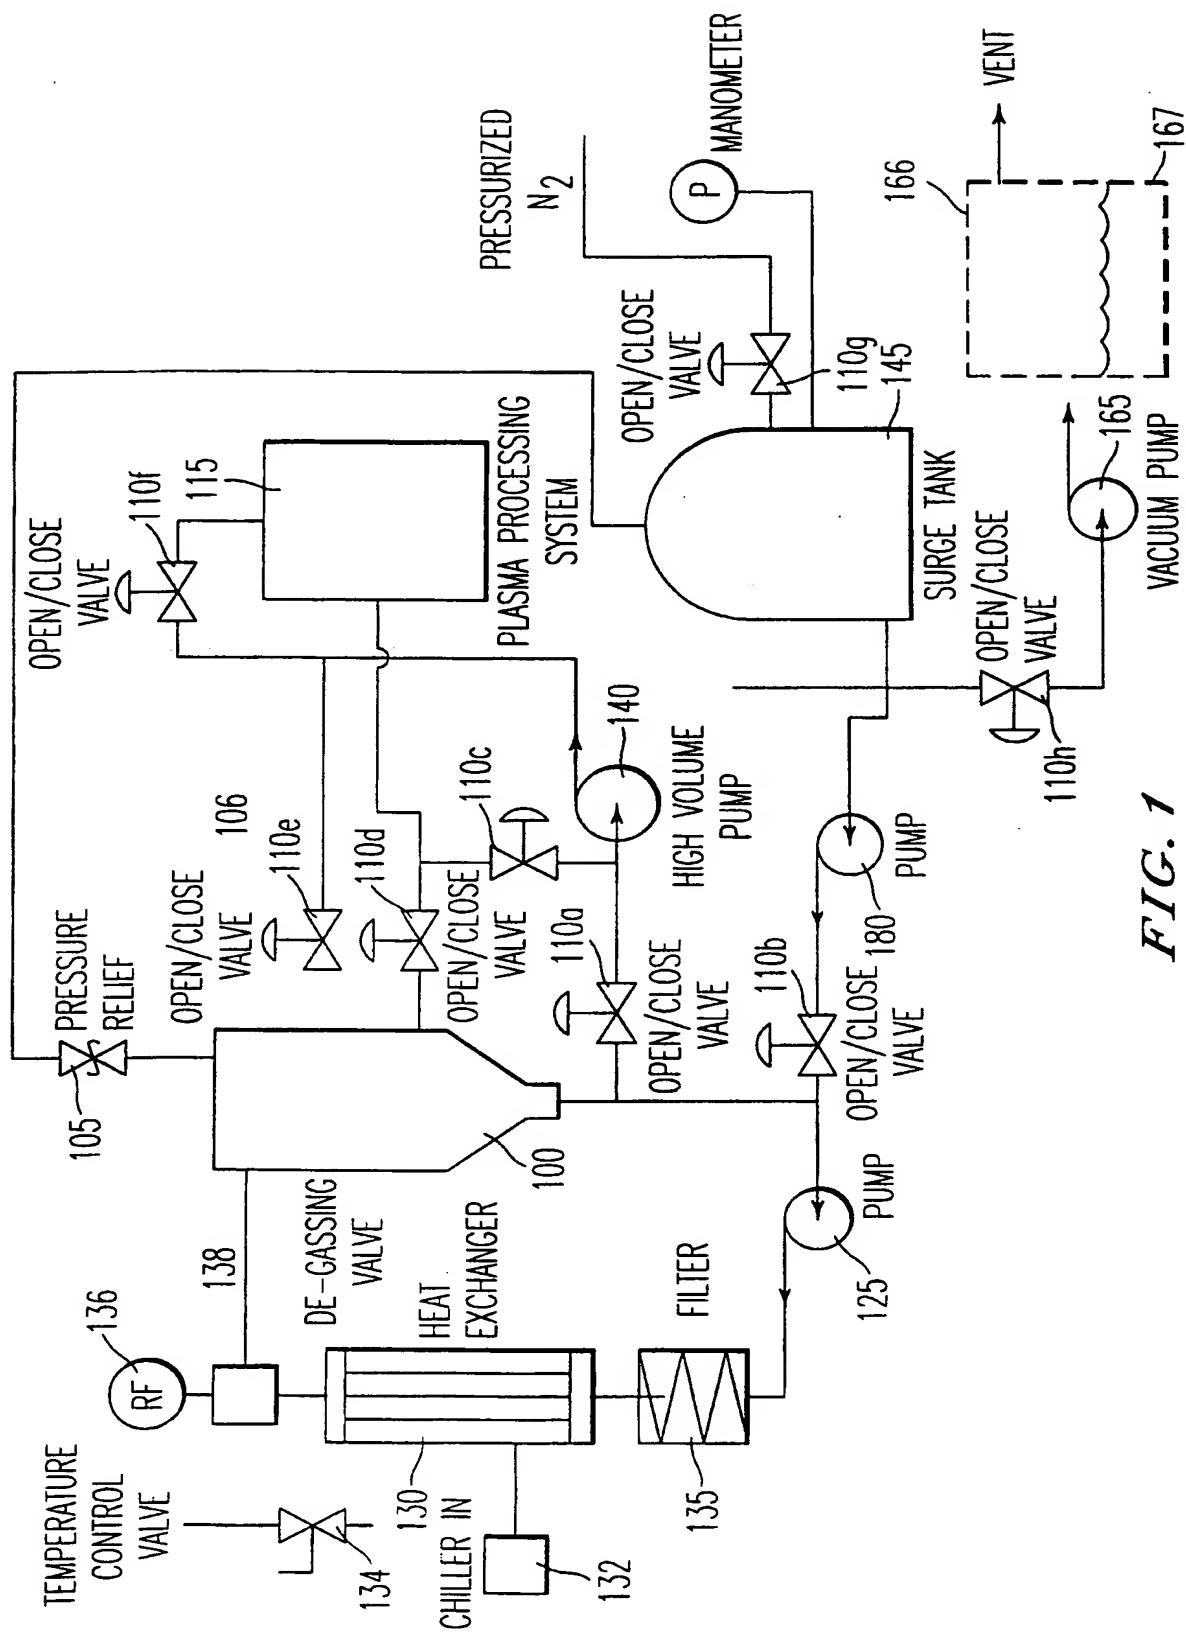 TEMPERATURE
CONTROL
VALVE
134
RF
136
138
105
PRESSURE
RELIEF
OPEN/CLOSE
VALVE
110f
115
PLASMA PROCESSING
SYSTEM
OPEN/CLOSE
VALVE
106
110e
110d
OPEN/CLOSE
VALVE
110c
DE-GASSING
VALVE
100
HEAT
EXCHANGER
130
CHILLER IN
132
FILTER
135
PUMP
125
OPEN/CLOSE
VALVE
110a
HIGH VOLUME
PUMP
140
OPEN/CLOSE
VALVE
110b
PUMP
180
PRESSURIZED
N2
OPEN/CLOSE
VALVE
110g
P
MANOMETER
SURGE TANK
145
OPEN/CLOSE
VALVE
110h
VACUUM PUMP
165
166
167
VENT
FIG. 1